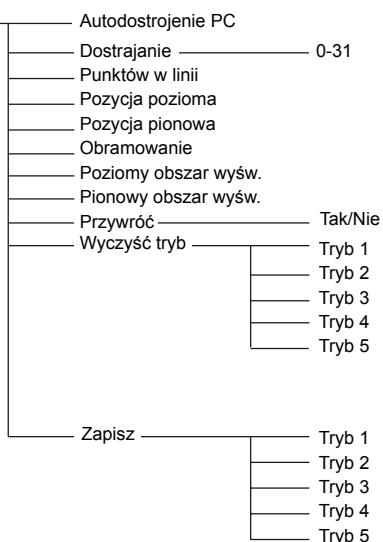 Autodostrojenie PC
Dostrajanie 0-31
Punktów w linii
Pozycja pozioma
Pozycja pionowa
Obramowanie
Poziomy obszar wyśw.
Pionowy obszar wyśw.
Przywróć Tak/Nie
Wyczyść tryb Tryb 1
Tryb 2
Tryb 3
Tryb 4
Tryb 5
Zapisz Tryb 1
Tryb 2
Tryb 3
Tryb 4
Tryb 5